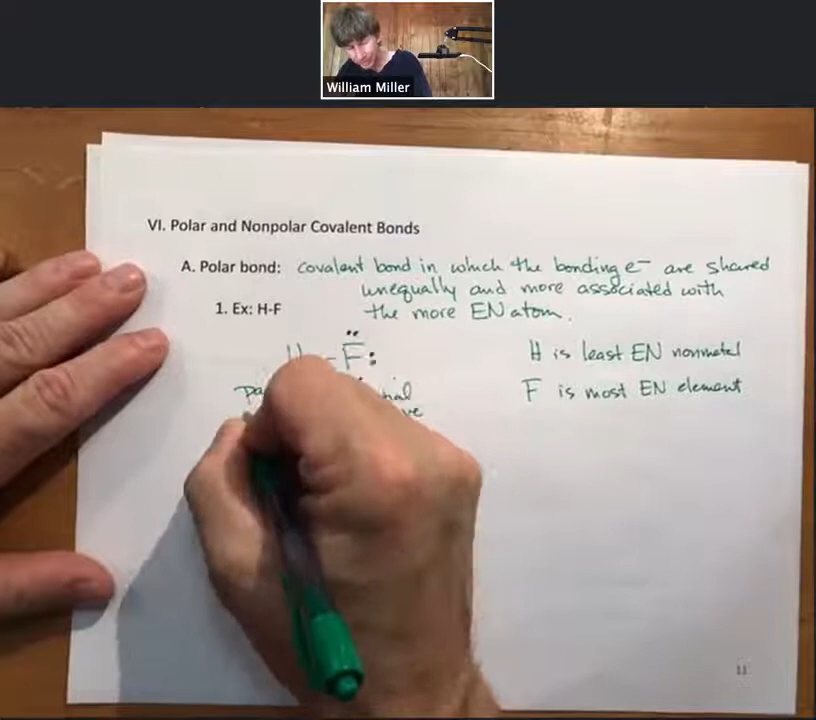 William Miller
VI. Polar and Nonpolar Covalent Bonds
A. Polar bond: covalent bond in which the bonding e⁻ are shared
unequally and more associated with
1. Ex: H-F the more EN atom.
H – F: H is least EN nonmetal
F is most EN element
11